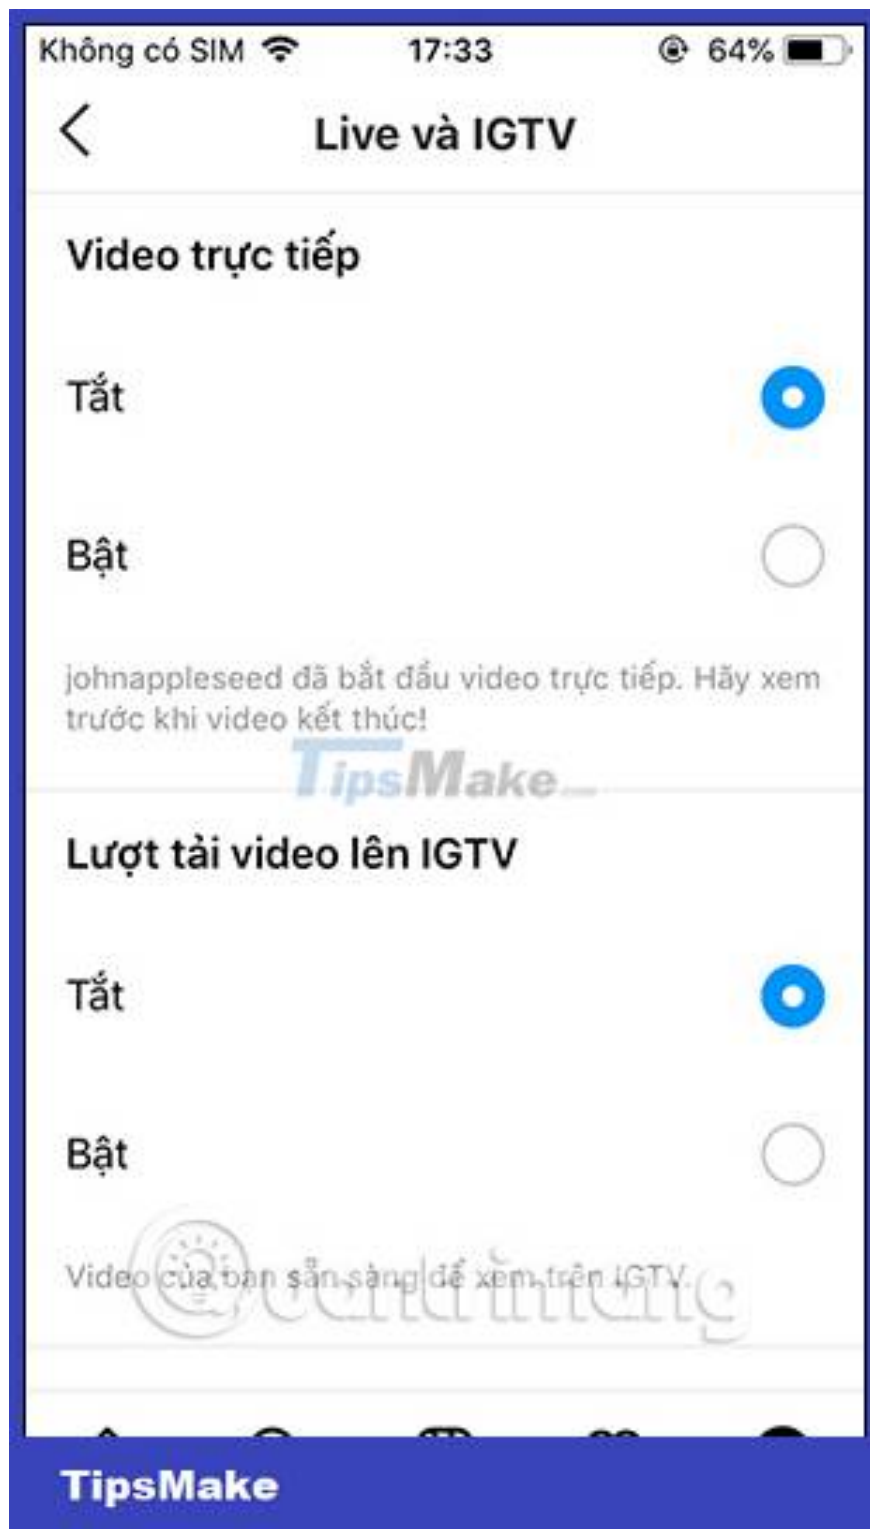 Không có SIM 17:33 64%
Live và IGTV
Video trực tiếp
Tắt
Bật
johnappleseed đã bắt đầu video trực tiếp. Hãy xem
trước khi video kết thúc!
TipsMake.com
Lượt tải video lên IGTV
Tắt
Bật
Video của bạn sẵn sàng để xem trên IGTV.
Quantrimang
TipsMake